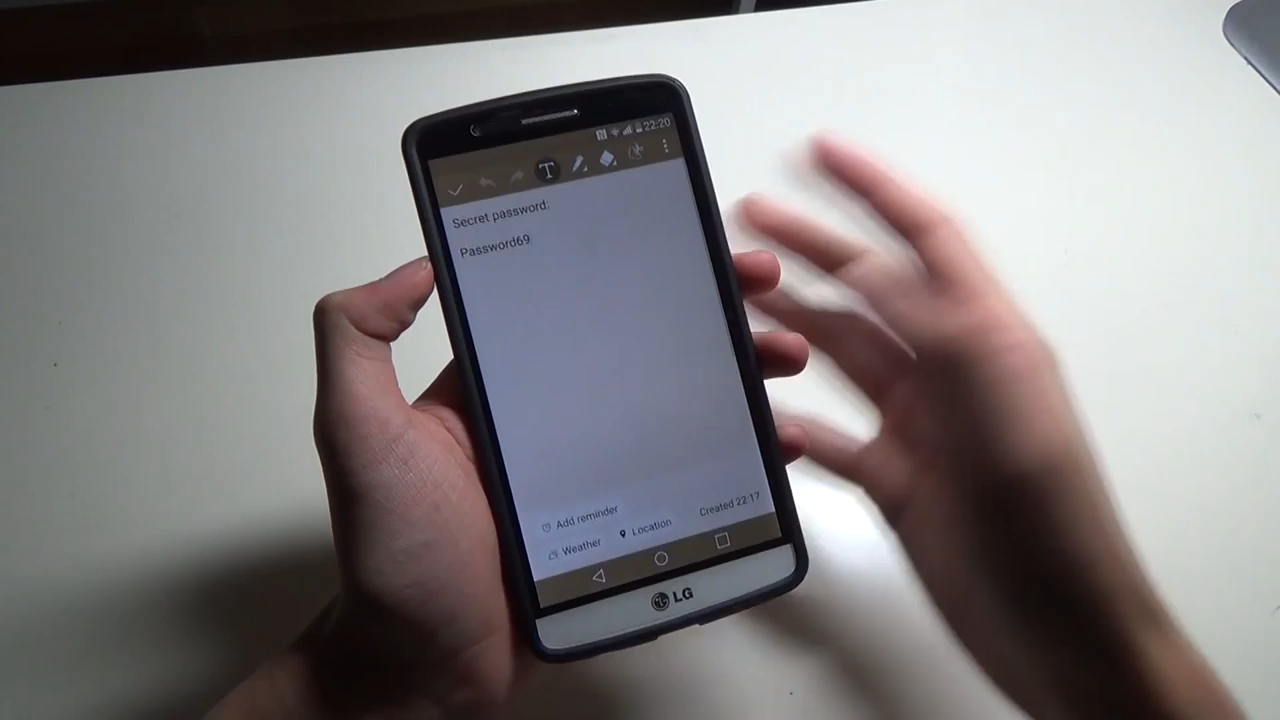 22:20
T
Secret password:
Password69
Add reminder
Created 22:17
Weather
Location
LG